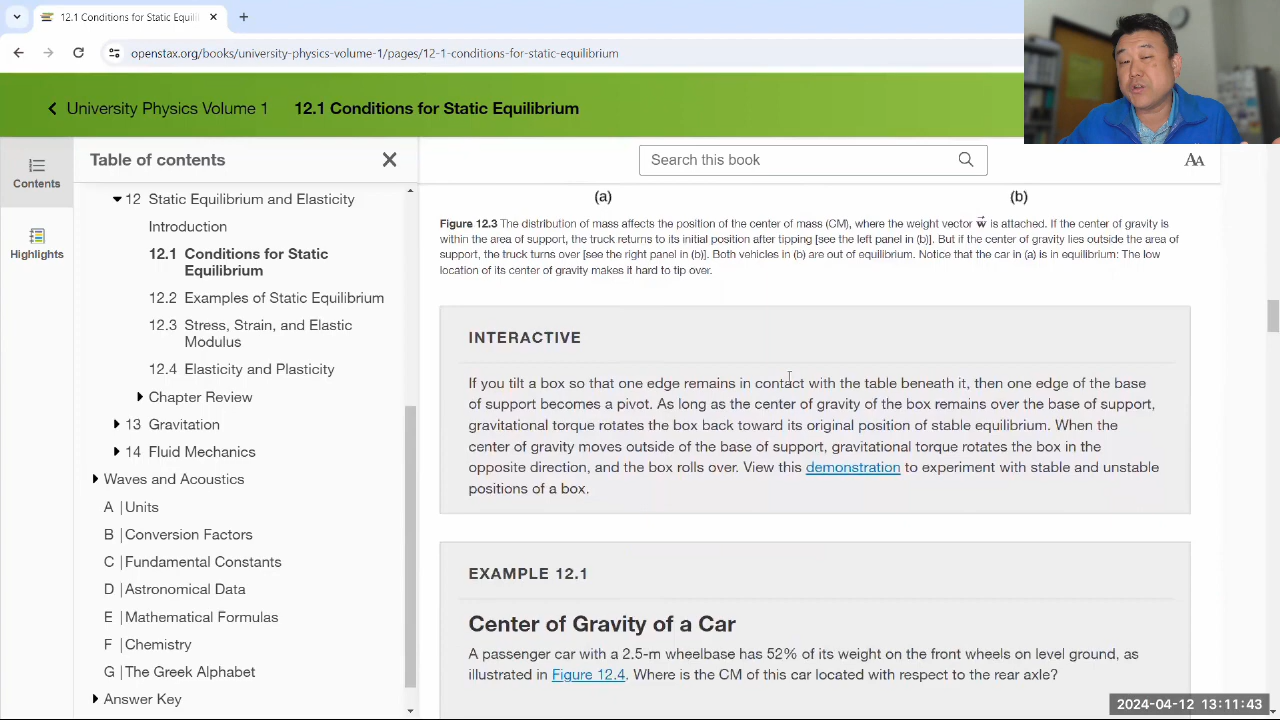 12.1 Conditions for Static Equili
openstax.org/books/university-physics-volume-1/pages/12-1-conditions-for-static-equilibrium
University Physics Volume 1
12.1 Conditions for Static Equilibrium
Contents
Highlights
Table of contents
12 Static Equilibrium and Elasticity
Introduction
12.1 Conditions for Static
Equilibrium
12.2 Examples of Static Equilibrium
12.3 Stress, Strain, and Elastic
Modulus
12.4 Elasticity and Plasticity
Chapter Review
13 Gravitation
14 Fluid Mechanics
Waves and Acoustics
A | Units
B | Conversion Factors
C | Fundamental Constants
D | Astronomical Data
E | Mathematical Formulas
F | Chemistry
G | The Greek Alphabet
Answer Key
Search this book
AA
(a) (b)
Figure 12.3 The distribution of mass affects the position of the center of mass (CM), where the weight vector w⃗ is attached. If the center of gravity is
within the area of support, the truck returns to its initial position after tipping [see the left panel in (b)]. But if the center of gravity lies outside the area of
support, the truck turns over [see the right panel in (b)]. Both vehicles in (b) are out of equilibrium. Notice that the car in (a) is in equilibrium: The low
location of its center of gravity makes it hard to tip over.
INTERACTIVE
If you tilt a box so that one edge remains in contact with the table beneath it, then one edge of the base
of support becomes a pivot. As long as the center of gravity of the box remains over the base of support,
gravitational torque rotates the box back toward its original position of stable equilibrium. When the
center of gravity moves outside of the base of support, gravitational torque rotates the box in the
opposite direction, and the box rolls over. View this demonstration to experiment with stable and unstable
positions of a box.
EXAMPLE 12.1
Center of Gravity of a Car
A passenger car with a 2.5-m wheelbase has 52% of its weight on the front wheels on level ground, as
illustrated in Figure 12.4. Where is the CM of this car located with respect to the rear axle?
2024-04-12 13:11:43